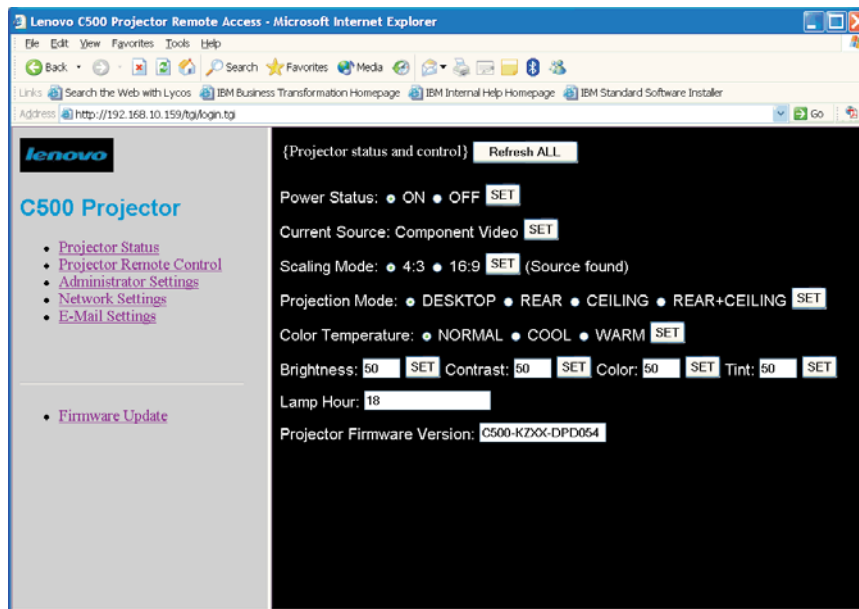 Lenovo C500 Projector Remote Access - Microsoft Internet Explorer
File Edit View Favorites Tools Help
Back Search Favorites Media
Links Search the Web with Lycos IBM Business Transformation Homepage IBM Internal Help Homepage IBM Standard Software Installer
Address http://192.168.10.159/tgi/login.tgi Go
lenovo
C500 Projector
Projector Status
Projector Remote Control
Administrator Settings
Network Settings
E-Mail Settings
Firmware Update
{Projector status and control} Refresh ALL
Power Status: ON OFF SET
Current Source: Component Video SET
Scaling Mode: 4:3 16:9 SET (Source found)
Projection Mode: DESKTOP REAR CEILING REAR+CEILING SET
Color Temperature: NORMAL COOL WARM SET
Brightness: 50 SET Contrast: 50 SET Color: 50 SET Tint: 50 SET
Lamp Hour: 18
Projector Firmware Version: C500-KZXX-DPD054